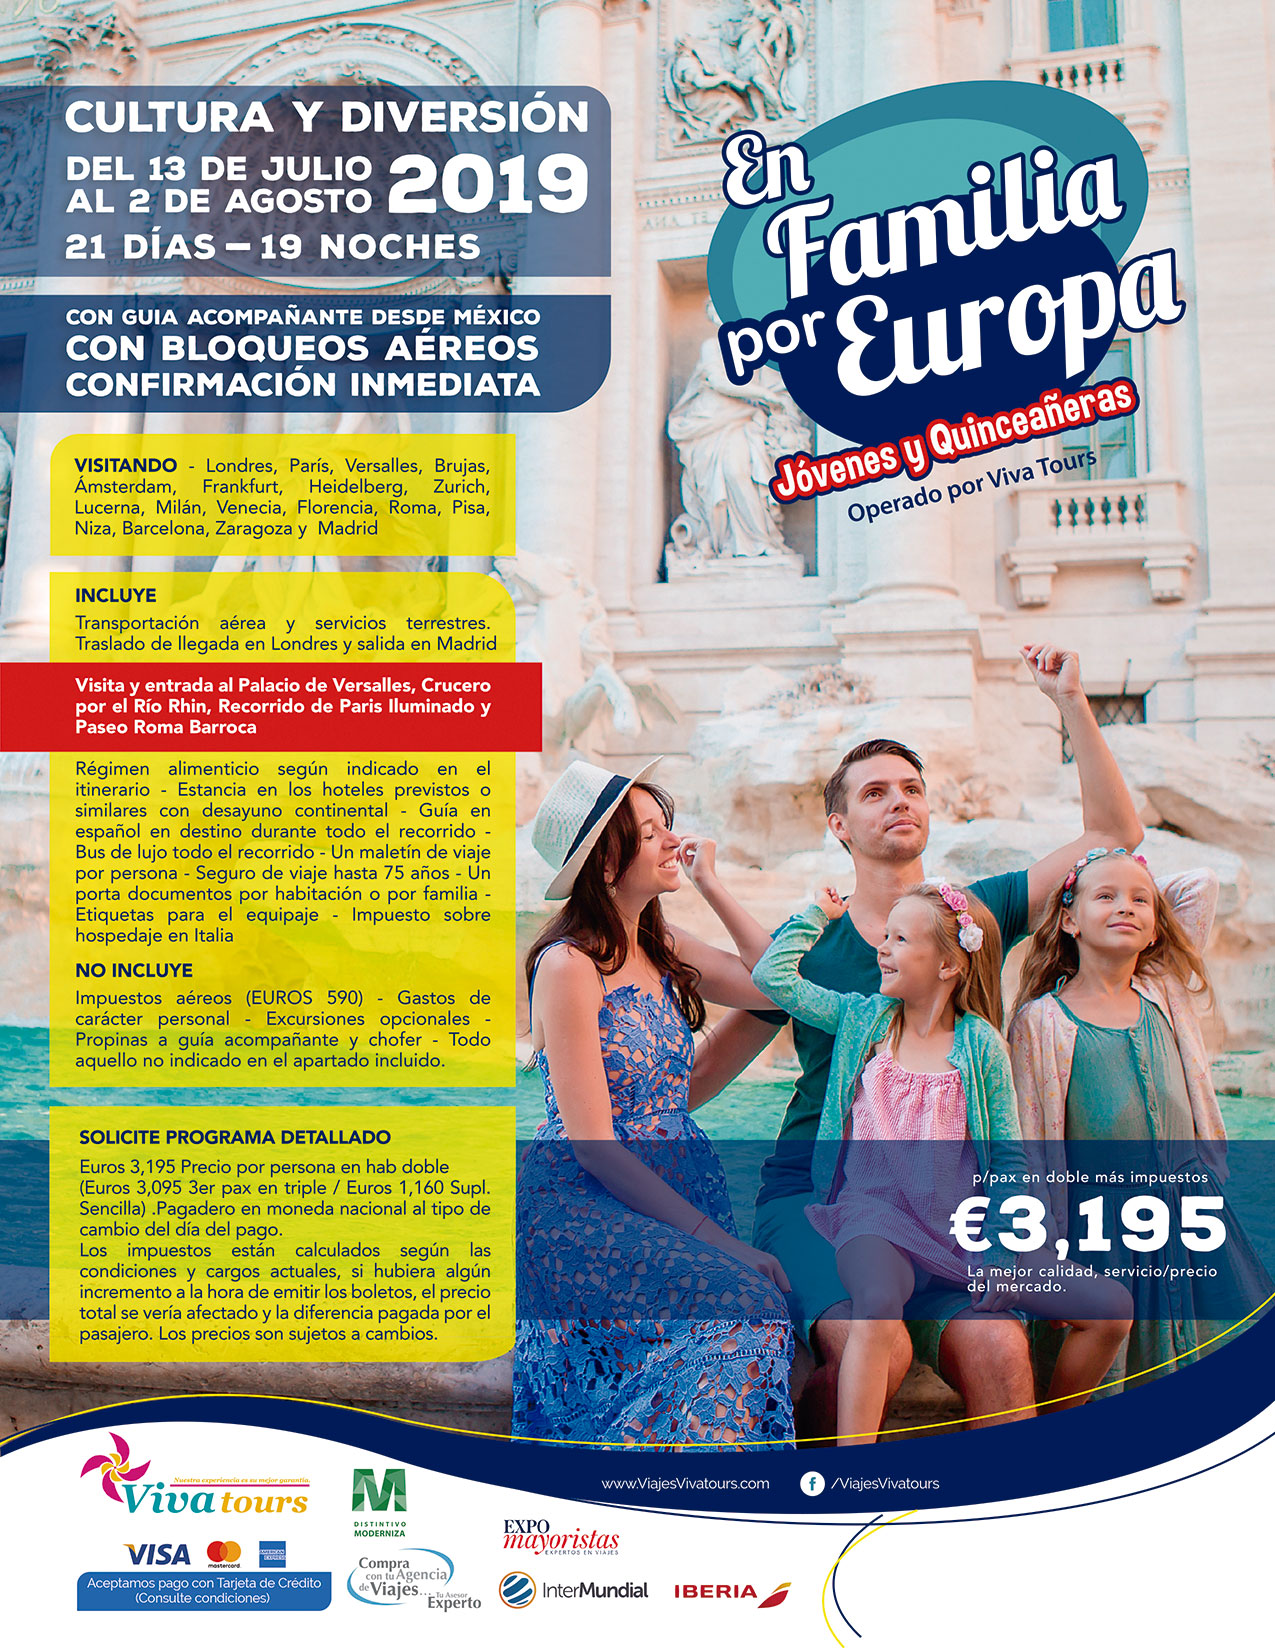 CULTURA Y DIVERSIÓN
DEL 13 DE JULIO
AL 2 DE AGOSTO 2019
21 DÍAS – 19 NOCHES
CON GUIA ACOMPAÑANTE DESDE MÉXICO
CON BLOQUEOS AÉREOS
CONFIRMACIÓN INMEDIATA
En
Familia
por Europa
Jóvenes y Quinceañeras
Operado por Viva Tours
VISITANDO - Londres, París, Versalles, Brujas,
Ámsterdam, Frankfurt, Heidelberg, Zurich,
Lucerna, Milán, Venecia, Florencia, Roma, Pisa,
Niza, Barcelona, Zaragoza y Madrid
INCLUYE
Transportación aérea y servicios terrestres.
Traslado de llegada en Londres y salida en Madrid
Visita y entrada al Palacio de Versalles, Crucero
por el Río Rhin, Recorrido de Paris Iluminado y
Paseo Roma Barroca
Régimen alimenticio según indicado en el
itinerario - Estancia en los hoteles previstos o
similares con desayuno continental - Guía en
español en destino durante todo el recorrido -
Bus de lujo todo el recorrido - Un maletín de viaje
por persona - Seguro de viaje hasta 75 años - Un
porta documentos por habitación o por familia -
Etiquetas para el equipaje - Impuesto sobre
hospedaje en Italia
NO INCLUYE
Impuestos aéreos (EUROS 590) - Gastos de
carácter personal - Excursiones opcionales -
Propinas a guía acompañante y chofer - Todo
aquello no indicado en el apartado incluido.
SOLICITE PROGRAMA DETALLADO
Euros 3,195 Precio por persona en hab doble
(Euros 3,095 3er pax en triple / Euros 1,160 Supl.
Sencilla) .Pagadero en moneda nacional al tipo de
cambio del día del pago.
Los impuestos están calculados según las
condiciones y cargos actuales, si hubiera algún
incremento a la hora de emitir los boletos, el precio
total se vería afectado y la diferencia pagada por el
pasajero. Los precios son sujetos a cambios.
p/pax en doble más impuestos
€3,195
La mejor calidad, servicio/precio
del mercado.
www.ViajesVivatours.com
f /ViajesVivatours
Nuestra experiencia es su mejor garantía.
Viva tours
M
DISTINTIVO
MODERNIZA
VISA
mastercard
AMERICAN EXPRESS
Aceptamos pago con Tarjeta de Crédito
(Consulte condiciones)
Compra
con tu Agencia
de Viajes...
Tu Asesor
Experto
EXPO
mayoristas
EXPERTOS EN VIAJES
InterMundial
IBERIA